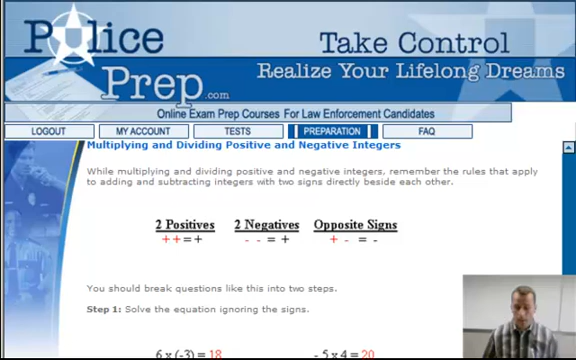 Police
Prep.com
Take Control
Realize Your Lifelong Dreams
Online Exam Prep Courses For Law Enforcement Candidates
LOGOUT MY ACCOUNT TESTS PREPARATION FAQ
Multiplying and Dividing Positive and Negative Integers
While multiplying and dividing positive and negative integers, remember the rules that apply
to adding and subtracting integers with two signs directly beside each other.
2 Positives 2 Negatives Opposite Signs
+ + = + - - = + + - = -
You should break questions like this into two steps.
Step 1: Solve the equation ignoring the signs.
6 x (-3) = 18 - 5 x 4 = 20